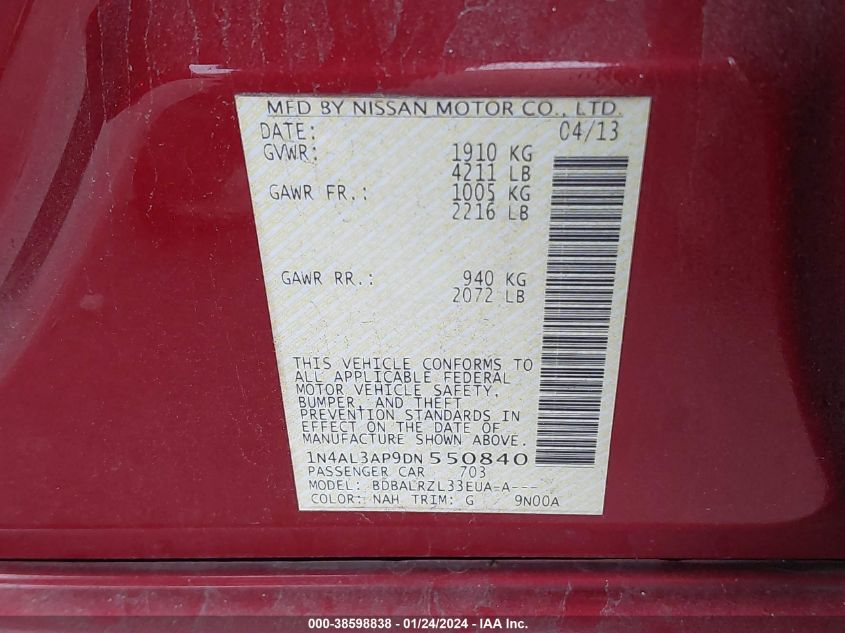 MFD BY NISSAN MOTOR CO., LTD.
DATE: 04/13
GVWR: 1910 KG
4211 LB
GAWR FR.: 1005 KG
2216 LB
GAWR RR.: 940 KG
2072 LB
THIS VEHICLE CONFORMS TO
ALL APPLICABLE FEDERAL
MOTOR VEHICLE SAFETY,
BUMPER, AND THEFT
PREVENTION STANDARDS IN
EFFECT ON THE DATE OF
MANUFACTURE SHOWN ABOVE.
1N4AL3AP9DN550840
PASSENGER CAR 703
MODEL: BDBALRZL33EUA-A---
COLOR: NAH TRIM: G 9N00A
000-38598838 - 01/24/2024 - IAA Inc.